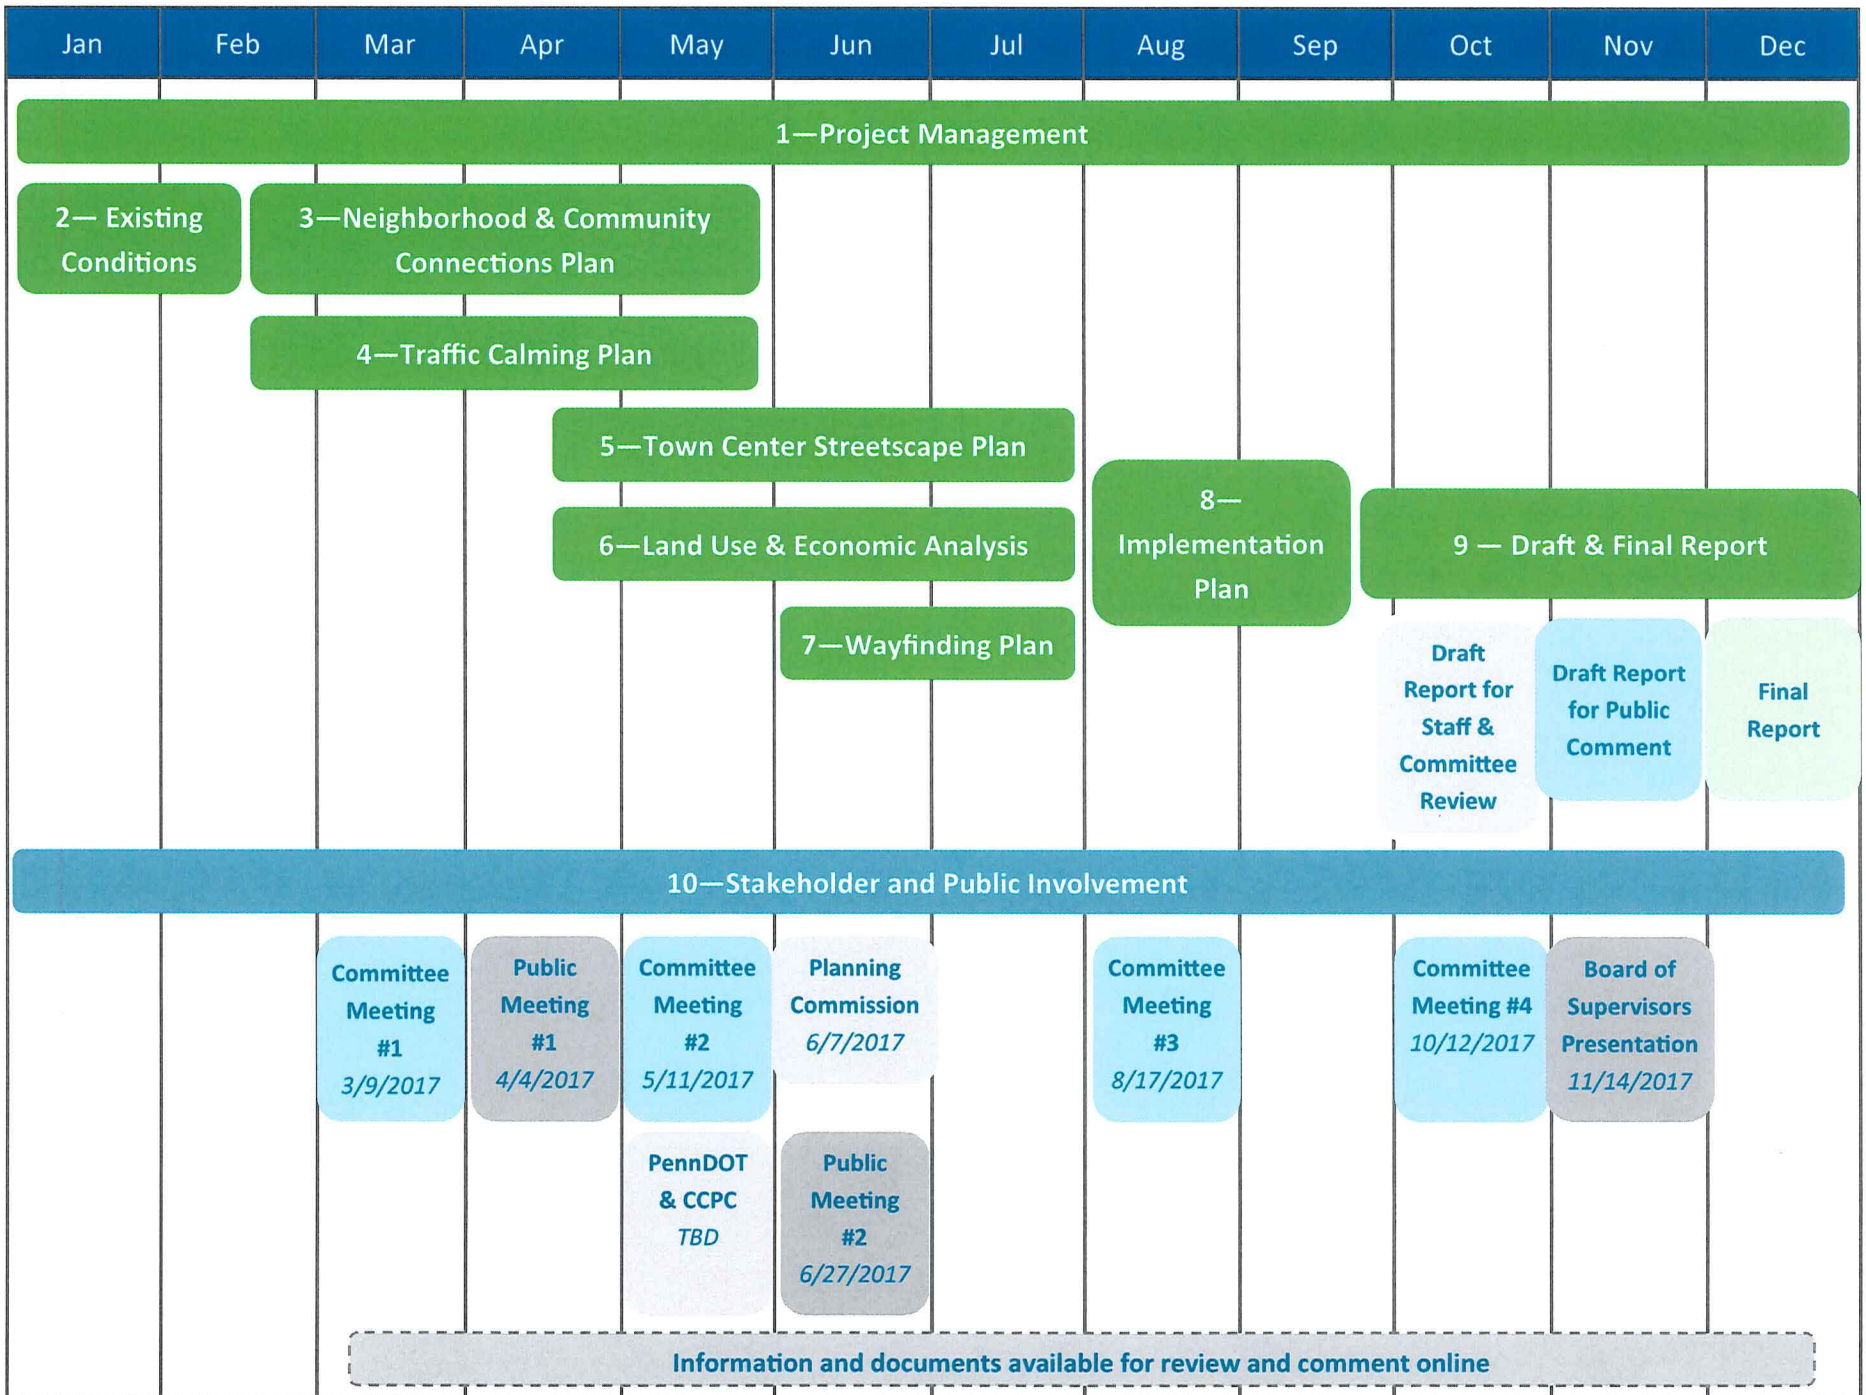 Jan Feb Mar Apr May Jun Jul Aug Sep Oct Nov Dec
1—Project Management
2— Existing
Conditions
3—Neighborhood & Community
Connections Plan
4—Traffic Calming Plan
5—Town Center Streetscape Plan
6—Land Use & Economic Analysis
7—Wayfinding Plan
8—
Implementation
Plan
9 — Draft & Final Report
Draft
Report for
Staff &
Committee
Review
Draft Report
for Public
Comment
Final
Report
10—Stakeholder and Public Involvement
Committee
Meeting
#1
3/9/2017
Public
Meeting
#1
4/4/2017
Committee
Meeting
#2
5/11/2017
Planning
Commission
6/7/2017
Committee
Meeting
#3
8/17/2017
Committee
Meeting #4
10/12/2017
Board of
Supervisors
Presentation
11/14/2017
PennDOT
& CCPC
TBD
Public
Meeting
#2
6/27/2017
Information and documents available for review and comment online